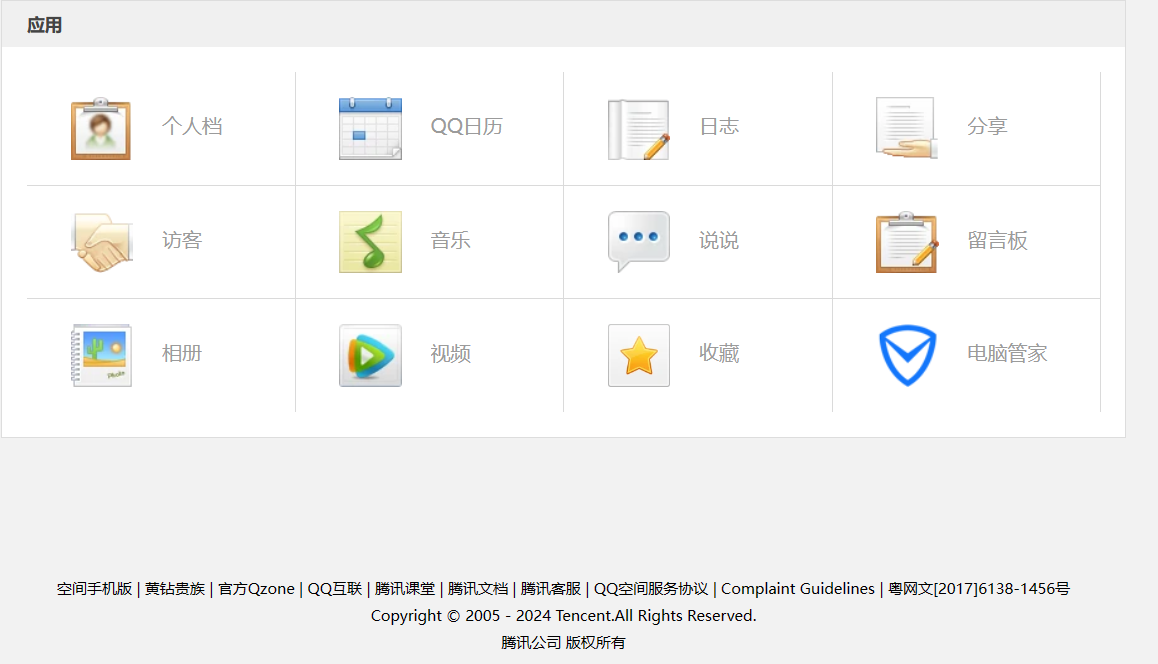 应用
个人档 QQ日历 日志 分享
访客 音乐 说说 留言板
相册 视频 收藏 电脑管家
Photo
空间手机版 | 黄钻贵族 | 官方Qzone | QQ互联 | 腾讯课堂 | 腾讯文档 | 腾讯客服 | QQ空间服务协议 | Complaint Guidelines | 粤网文[2017]6138-1456号
Copyright © 2005 - 2024 Tencent.All Rights Reserved.
腾讯公司 版权所有